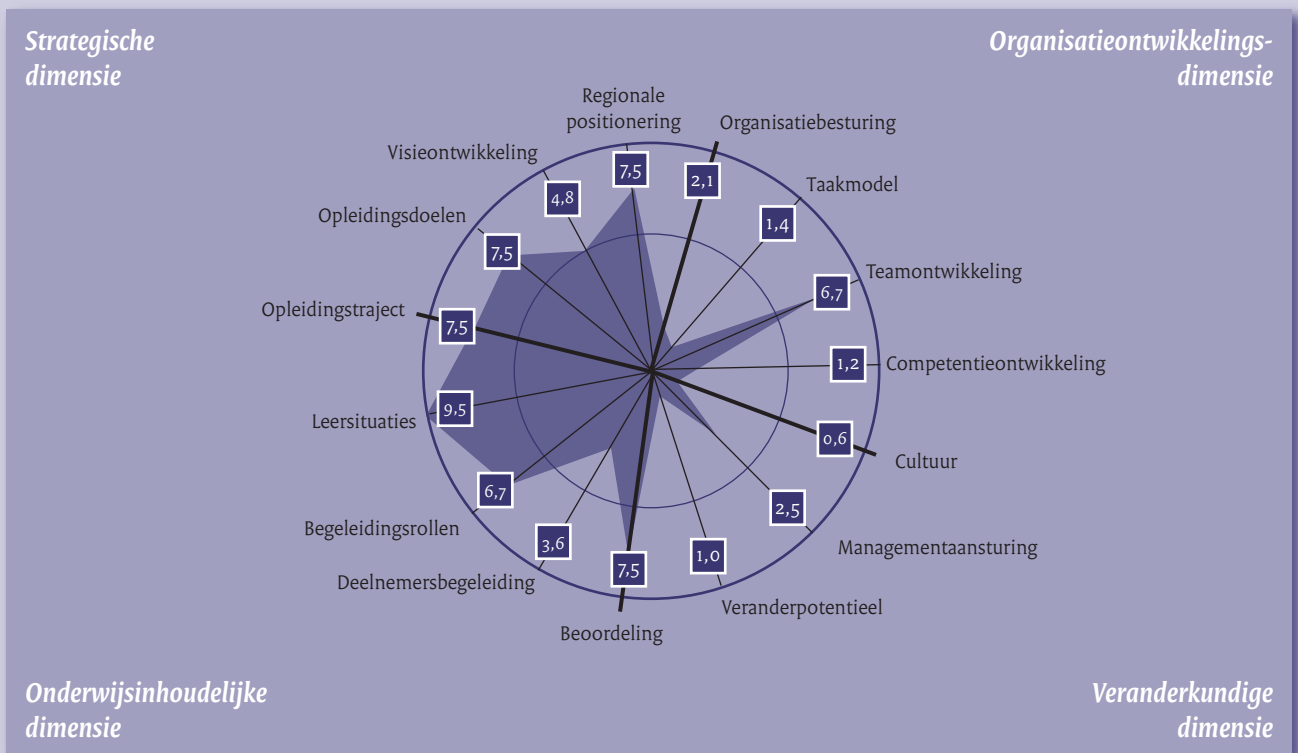 Strategische
dimensie
Organisatieontwikkelings-
dimensie
Regionale
positionering
7,5
Organisatiebesturing
2,1
Taakmodel
1,4
Teamontwikkeling
6,7
Competentieontwikkeling
1,2
Cultuur
0,6
Managementaansturing
2,5
Veranderpotentieel
1,0
Beoordeling
7,5
Deelnemersbegeleiding
3,6
Begeleidingsrollen
6,7
Leersituaties
9,5
Opleidingstraject
7,5
Opleidingsdoelen
7,5
Visieontwikkeling
4,8
Onderwijsinhoudelijke
dimensie
Veranderkundige
dimensie